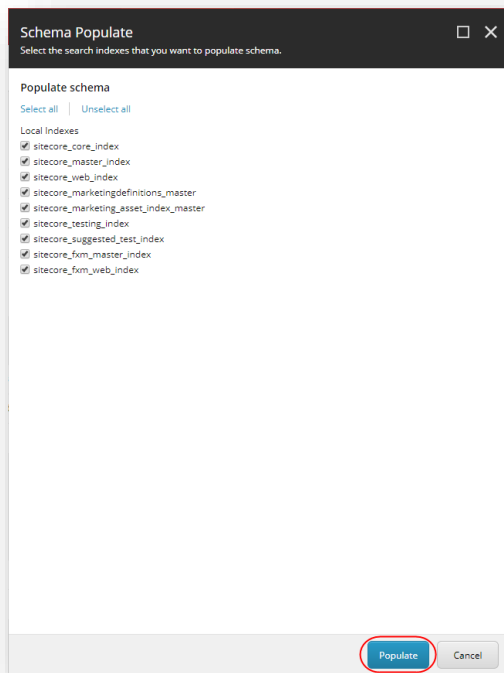 Schema Populate
Select the search indexes that you want to populate schema.
Populate schema
Select all Unselect all
Local Indexes
sitecore_core_index
sitecore_master_index
sitecore_web_index
sitecore_marketingdefinitions_master
sitecore_marketing_asset_index_master
sitecore_testing_index
sitecore_suggested_test_index
sitecore_fxm_master_index
sitecore_fxm_web_index
Populate Cancel